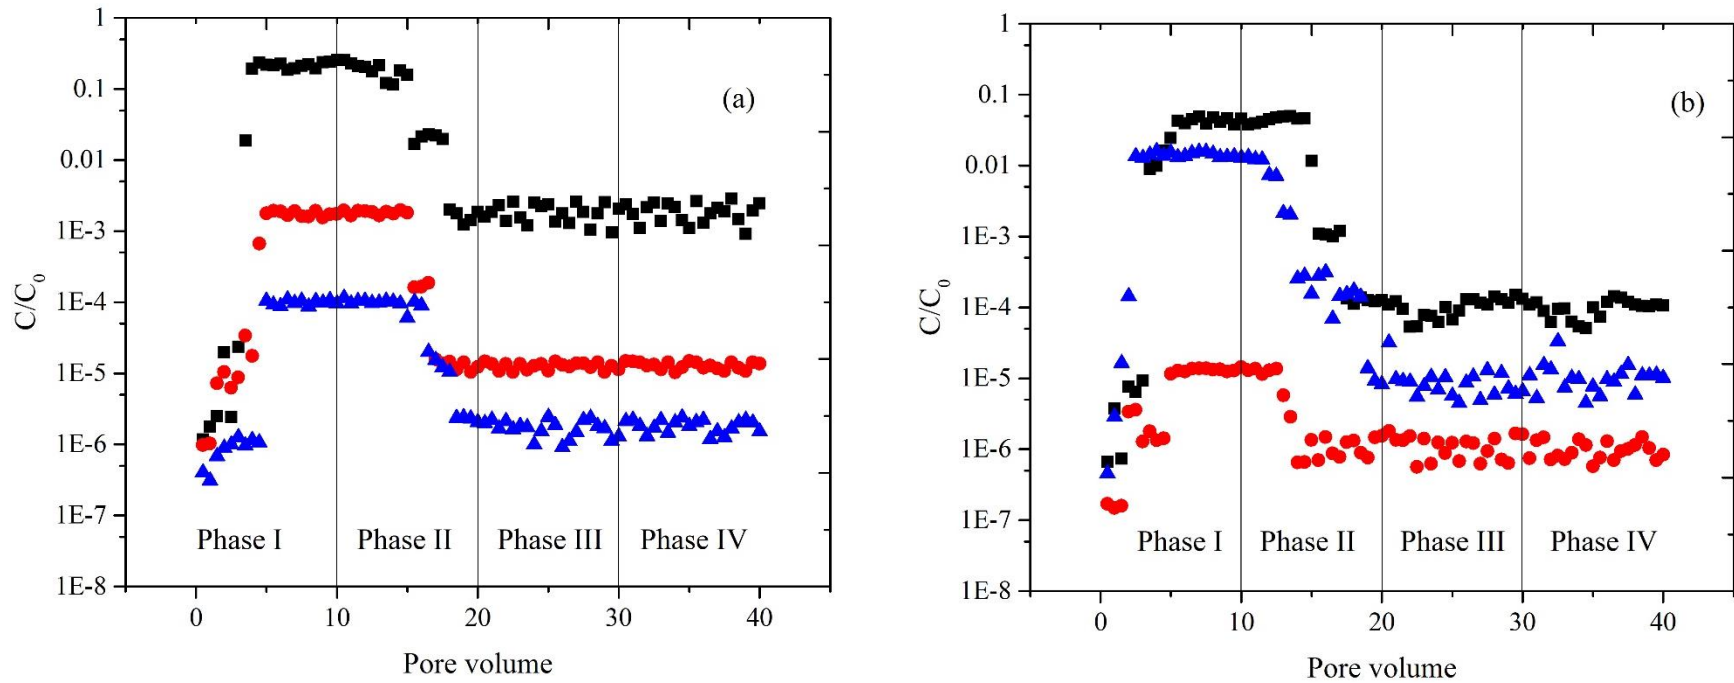 1
0.1
0.01
1E-3
1E-4
1E-5
1E-6
1E-7
1E-8
C/C0
(a)
Phase I Phase II Phase III Phase IV
0 10 20 30 40
Pore volume
1
0.1
0.01
1E-3
1E-4
1E-5
1E-6
1E-7
1E-8
C/C0
(b)
Phase I Phase II Phase III Phase IV
0 10 20 30 40
Pore volume